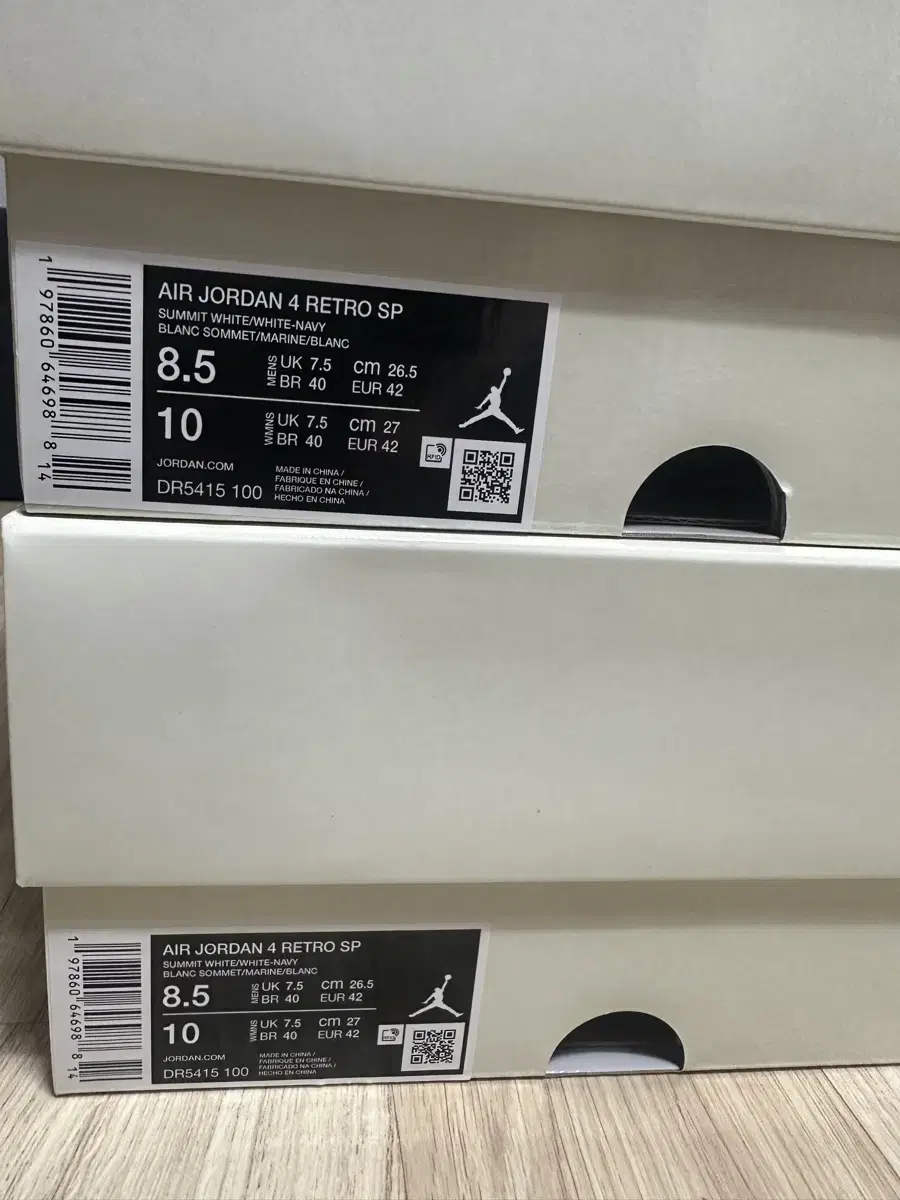 1 97860 64698 8 14
AIR JORDAN 4 RETRO SP
SUMMIT WHITE/WHITE-NAVY
BLANC SOMMET/MARINE/BLANC
8.5 MENS UK 7.5 cm 26.5
BR 40 EUR 42
10 WMNS UK 7.5 cm 27
BR 40 EUR 42
RFID
JORDAN.COM
DR5415 100
MADE IN CHINA /
FABRIQUE EN CHINE /
FABRICADO NA CHINA /
HECHO EN CHINA
1 97860 64698 8 14
AIR JORDAN 4 RETRO SP
SUMMIT WHITE/WHITE-NAVY
BLANC SOMMET/MARINE/BLANC
8.5 MENS UK 7.5 cm 26.5
BR 40 EUR 42
10 WMNS UK 7.5 cm 27
BR 40 EUR 42
JORDAN.COM
DR5415 100
MADE IN CHINA /
FABRIQUE EN CHINE /
FABRICADO NA CHINA /
HECHO EN CHINA